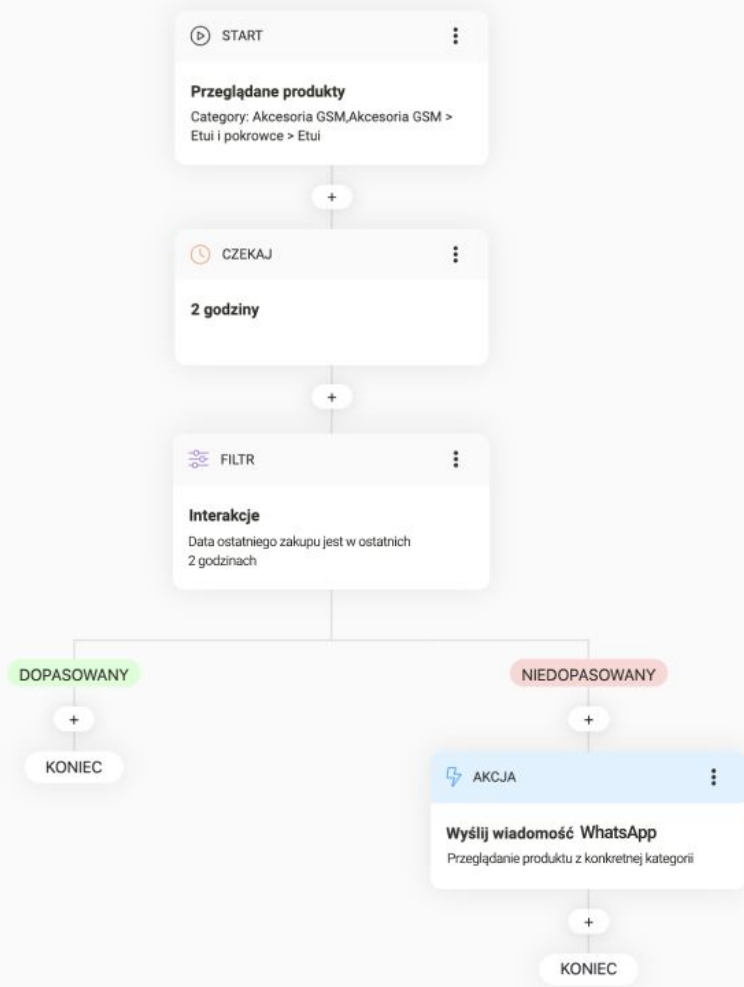 START
Przeglądane produkty
Category: Akcesoria GSM,Akcesoria GSM >
Etui i pokrowce > Etui
+
CZEKAJ
2 godziny
+
FILTR
Interakcje
Data ostatniego zakupu jest w ostatnich
2 godzinach
DOPASOWANY
NIEDOPASOWANY
+
+
KONIEC
AKCJA
Wyślij wiadomość WhatsApp
Przeglądanie produktu z konkretnej kategorii
+
KONIEC